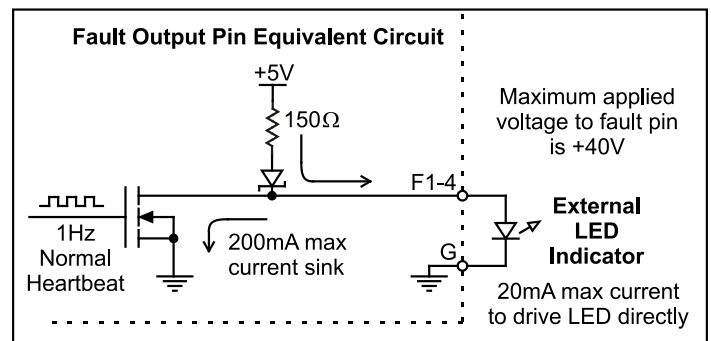 Fault Output Pin Equivalent Circuit
+5V
150Ω
Maximum applied
voltage to fault pin
is +40V
F1-4
1Hz
Normal
Heartbeat
200mA max
current sink
G
External
LED
Indicator
20mA max current
to drive LED directly